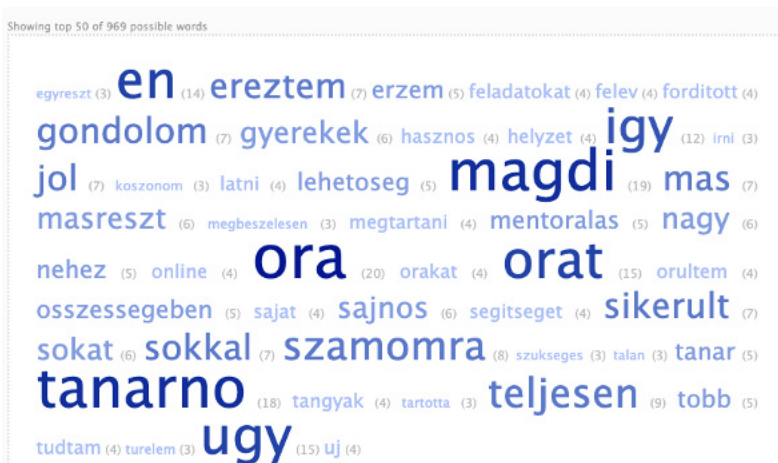 Showing top 50 of 969 possible words
egyreszt (3) en (14) ereztem (7) erzem (5) feladatokat (4) felev (4) forditott (4)
gondolom (7) gyerekek (6) hasznos (4) helyzet (4) igy (12) irni (3)
jol (7) koszonom (3) latni (4) lehetoseg (5) magdi (19) mas (7)
masreszt (6) megbeszelesen (3) megtartani (4) mentoralas (5) nagy (6)
nehez (5) online (4) ora (20) orakat (4) orat (15) orultem (4)
osszessegeben (5) sajat (4) sajnos (6) segitseget (4) sikerult (7)
sokat (6) sokkal (7) szamomra (8) szukseges (3) talan (3) tanar (5)
tanarno (18) tangyak (4) tartotta (3) teljesen (9) tobb (5)
tudtam (4) turelem (3) ugy (15) uj (4)